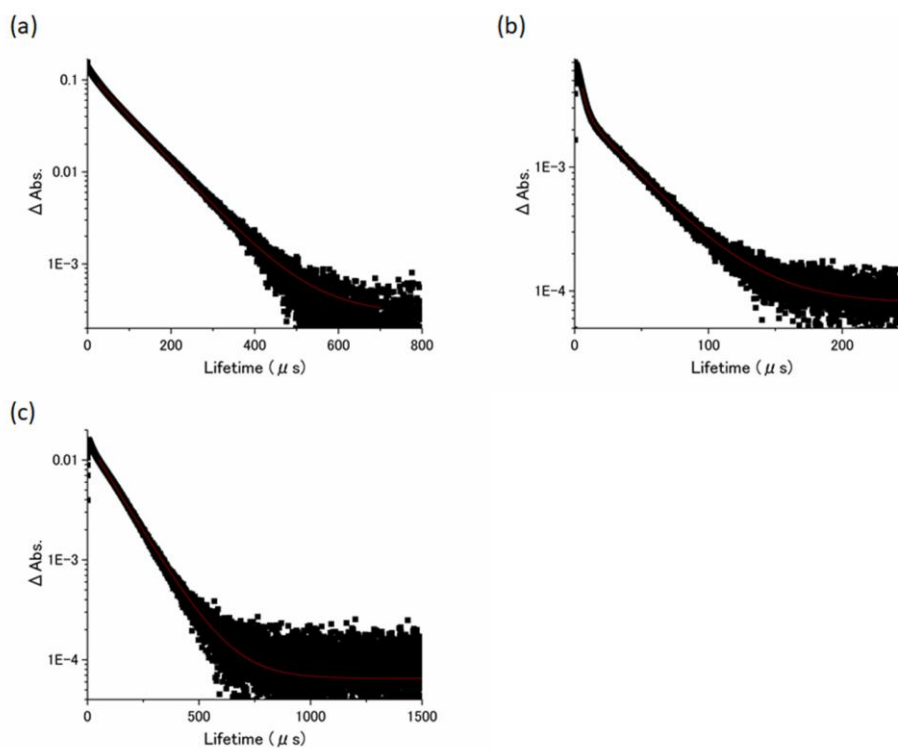 (a)
0.1
0.01
1E−3
Δ Abs.
0
200
400
600
800
Lifetime ( μ s)
(b)
1E−3
1E−4
Δ Abs.
0
100
200
Lifetime ( μ s)
(c)
0.01
1E−3
1E−4
Δ Abs.
0
500
1000
1500
Lifetime ( μ s)